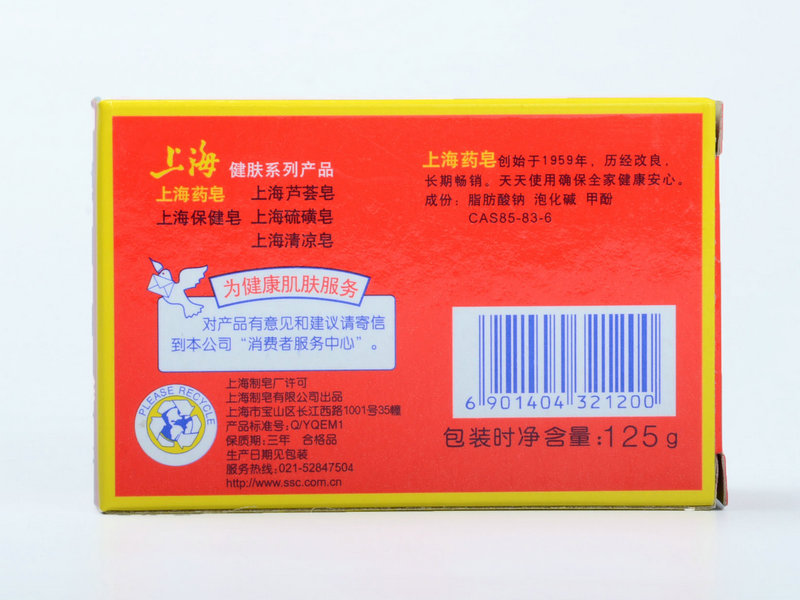 上海 健肤系列产品
上海药皂 上海芦荟皂
上海保健皂 上海硫磺皂
上海清凉皂
为健康肌肤服务
对产品有意见和建议请寄信
到本公司“消费者服务中心”。
PLEASE RECYCLE
上海制皂厂许可
上海制皂有限公司出品
上海市宝山区长江西路1001号35幢
产品标准号:Q/YQEM1
保质期:三年 合格品
生产日期见包装
服务热线:021-52847504
http://www.ssc.com.cn
上海药皂创始于1959年，历经改良，
长期畅销。天天使用确保全家健康安心。
成份：脂肪酸钠 泡化碱 甲酚
CAS85-83-6
6 901404 321200
包装时净含量:125g